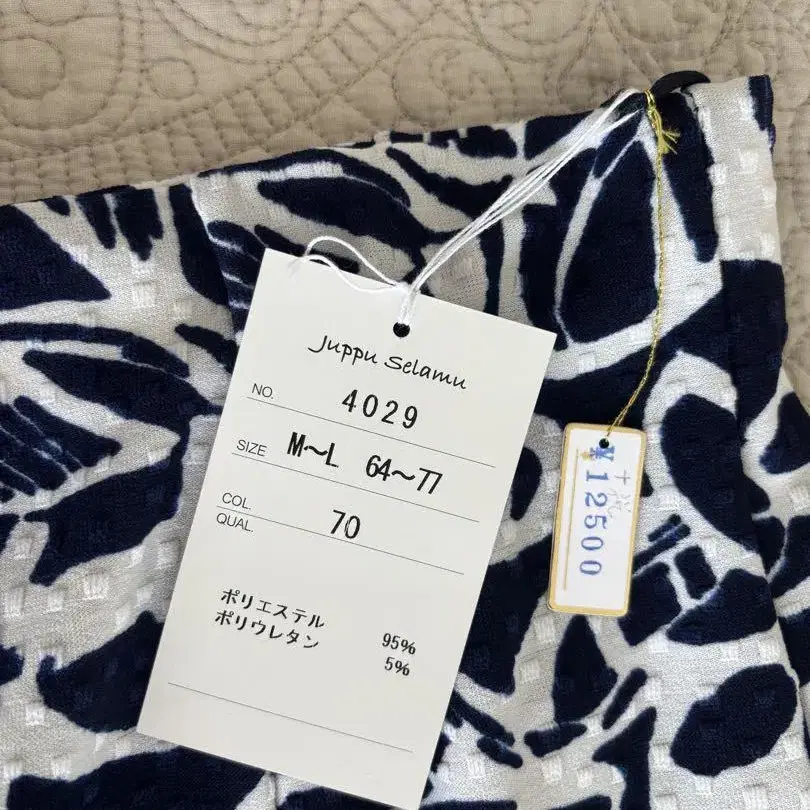 Juppu Selamu
NO. 4029
SIZE M〜L 64〜77
COL. 70
QUAL.
ポリエステル 95%
ポリウレタン 5%
¥12500